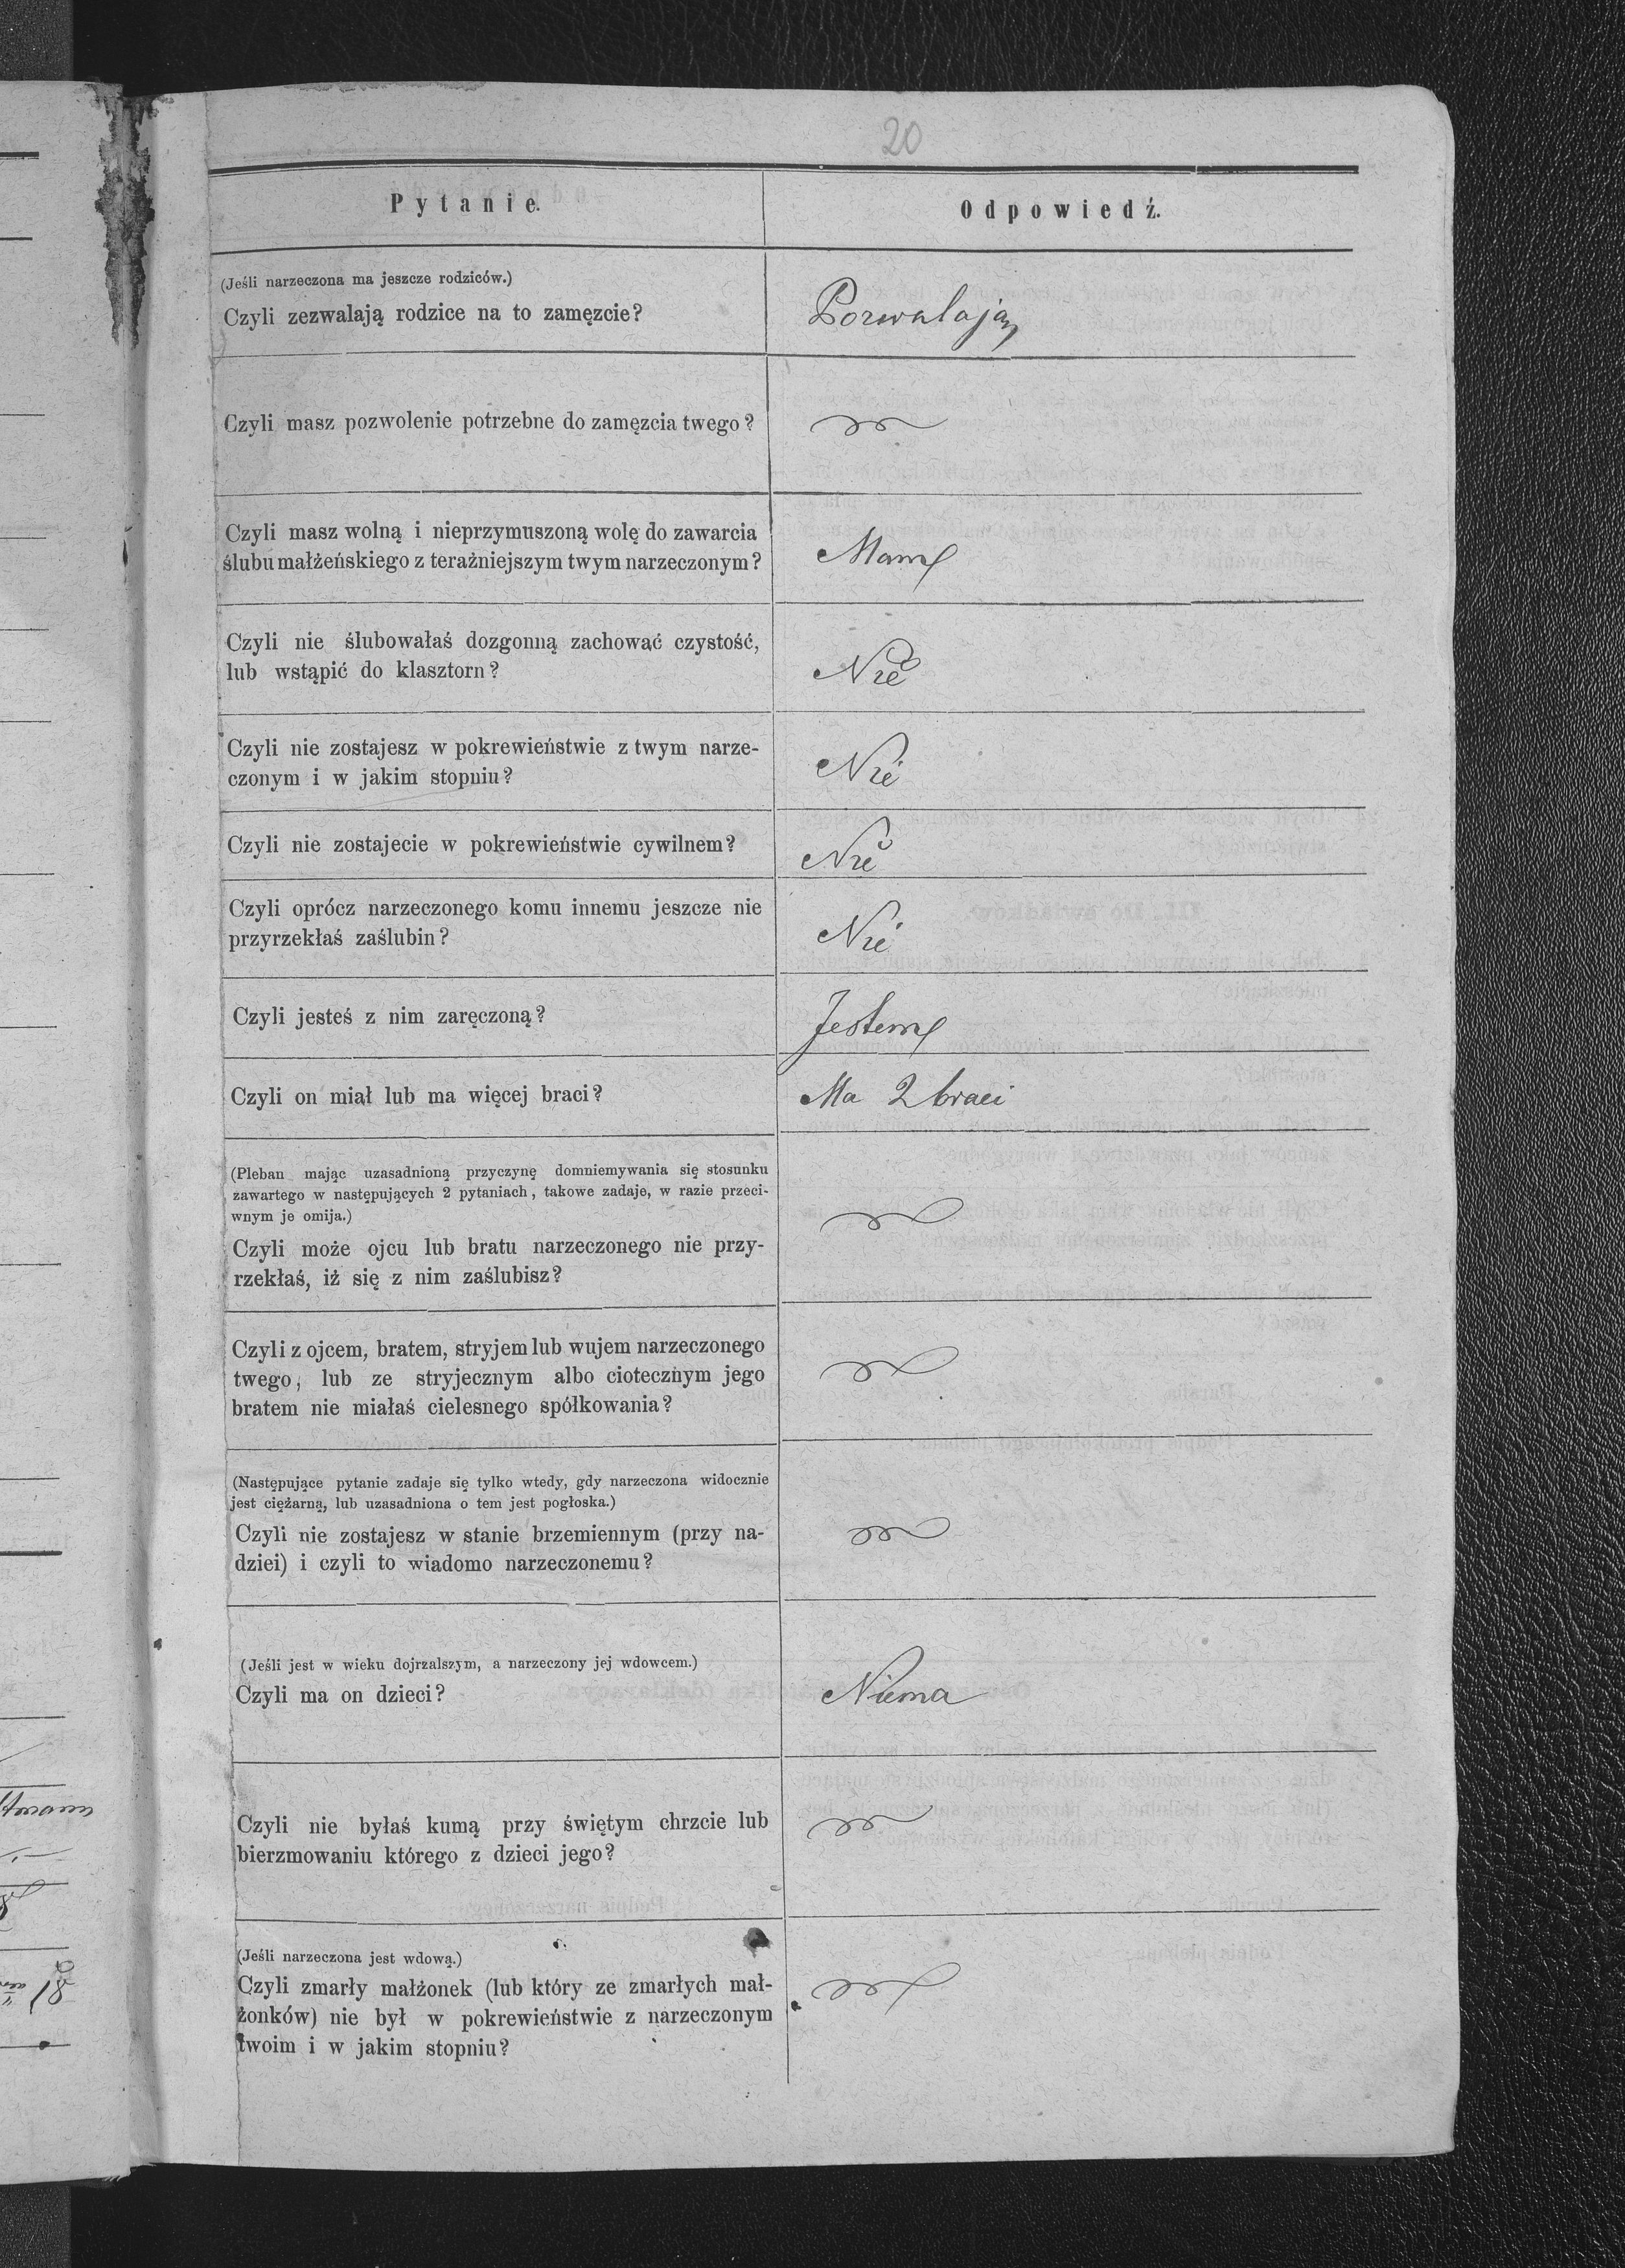 20
Pytanie.
Odpowiedź.
(Jeśli narzeczona ma jeszcze rodziców.)
Czyli zezwalają rodzice na to zamęzcie?
Pozwalają
Czyli masz pozwolenie potrzebne do zamęzcia twego?
Czyli masz wolną i nieprzymuszoną wolę do zawarcia
ślubu małżeńskiego z teraźniejszym twym narzeczonym?
Mam
Czyli nie ślubowałaś dozgonną zachować czystość,
lub wstąpić do klasztorn?
Nie
Czyli nie zostajesz w pokrewieństwie z twym narze-
czonym i w jakim stopniu?
Nie
Czyli nie zostajecie w pokrewieństwie cywilnem?
Nie
Czyli oprócz narzeczonego komu innemu jeszcze nie
przyrzekłaś zaślubin?
Nie
Czyli jesteś z nim zaręczoną?
Jestem
Czyli on miał lub ma więcej braci?
Ma 2 braci
(Pleban mając uzasadnioną przyczynę domniemywania się stosunku
zawartego w następujących 2 pytaniach, takowe zadaje, w razie przeci-
wnym je omija.)
Czyli może ojcu lub bratu narzeczonego nie przy-
rzekłaś, iż się z nim zaślubisz?
Czyli z ojcem, bratem, stryjem lub wujem narzeczonego
twego, lub ze stryjecznym albo ciotecznym jego
bratem nie miałaś cielesnego spółkowania?
(Następujące pytanie zadaje się tylko wtedy, gdy narzeczona widocznie
jest ciężarną, lub uzasadniona o tem jest pogłoska.)
Czyli nie zostajesz w stanie brzemiennym (przy na-
dziei) i czyli to wiadomo narzeczonemu?
(Jeśli jest w wieku dojrzalszym, a narzeczony jej wdowcem.)
Czyli ma on dzieci?
Niema
Czyli nie byłaś kumą przy świętym chrzcie lub
bierzmowaniu którego z dzieci jego?
(Jeśli narzeczona jest wdową.)
Czyli zmarły małżonek (lub który ze zmarłych mał-
żonków) nie był w pokrewieństwie z narzeczonym
twoim i w jakim stopniu?